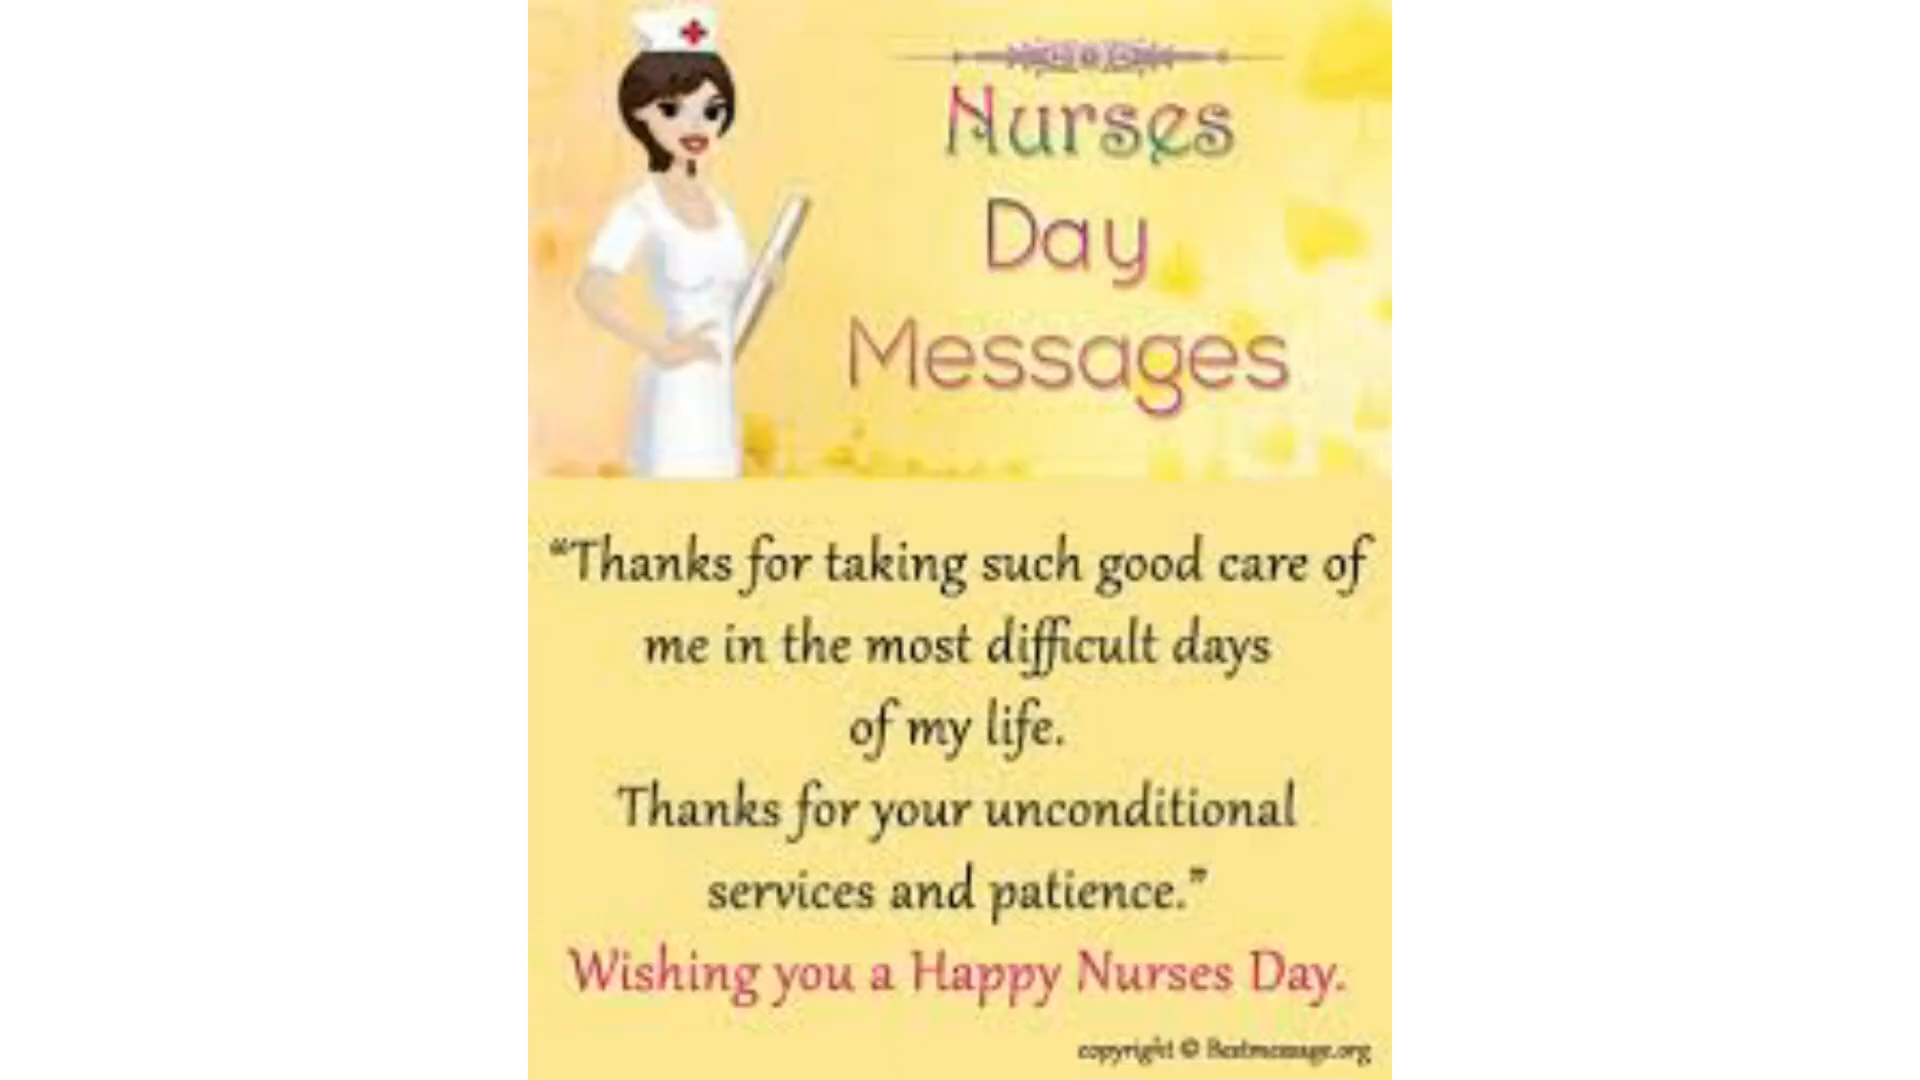 Nurses
Day
Messages
“Thanks for taking such good care of
me in the most difficult days
of my life.
Thanks for your unconditional
services and patience.”
Wishing you a Happy Nurses Day.
copyright © Bestmessage.org